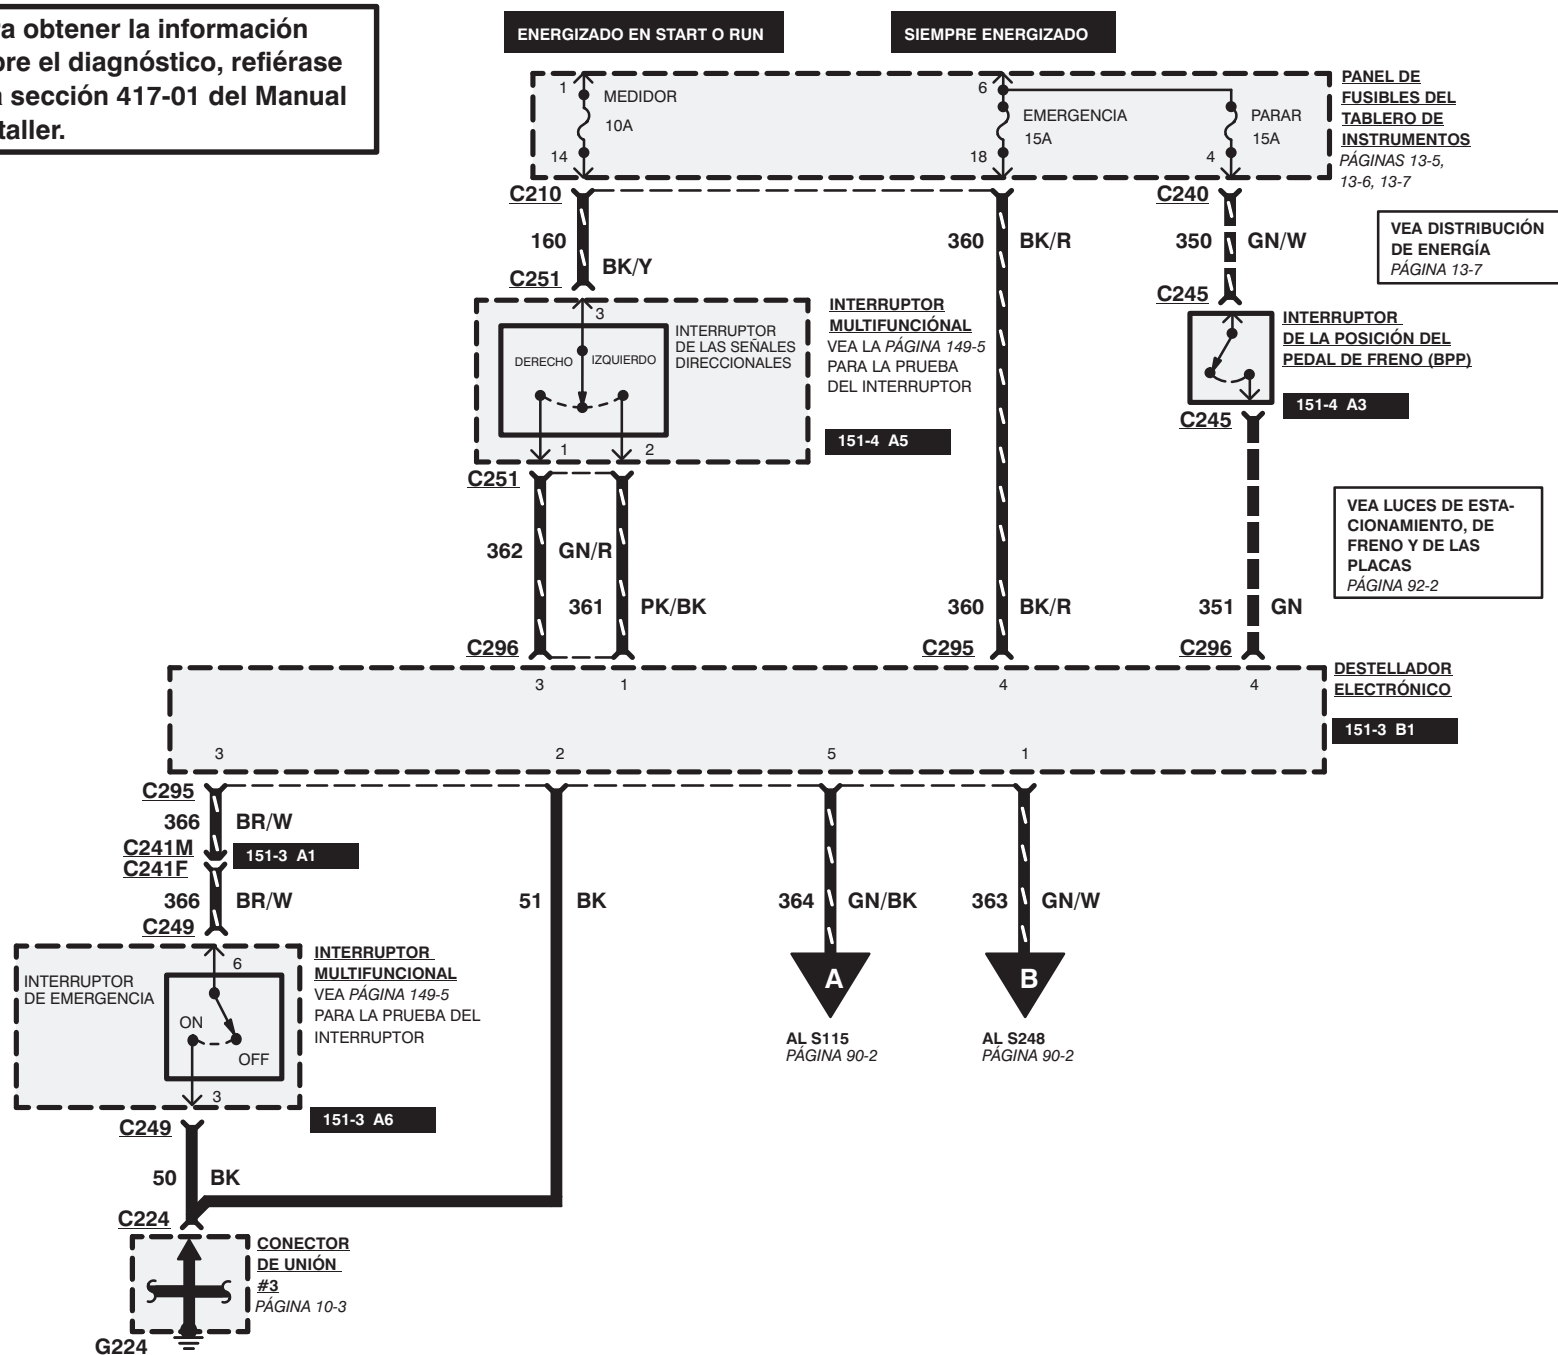 a obtener la información
re el diagnóstico, refiérase
a sección 417-01 del Manual
taller.
ENERGIZADO EN START O RUN
SIEMPRE ENERGIZADO
1
MEDIDOR
10A
14
6
EMERGENCIA
15A
18
PARAR
15A
4
PANEL DE
FUSIBLES DEL
TABLERO DE
INSTRUMENTOS
PÁGINAS 13-5,
13-6, 13-7
C210
C240
160
BK/Y
360
BK/R
350
GN/W
VEA DISTRIBUCIÓN
DE ENERGÍA
PÁGINA 13-7
C251
C245
3
INTERRUPTOR
DE LAS SEÑALES
DIRECCIONALES
DERECHO
IZQUIERDO
1
2
INTERRUPTOR
MULTIFUNCIÓNAL
VEA LA PÁGINA 149-5
PARA LA PRUEBA
DEL INTERRUPTOR
151-4 A5
INTERRUPTOR
DE LA POSICIÓN DEL
PEDAL DE FRENO (BPP)
151-4 A3
C245
C251
362
GN/R
361
PK/BK
360
BK/R
351
GN
VEA LUCES DE ESTA-
CIONAMIENTO, DE
FRENO Y DE LAS
PLACAS
PÁGINA 92-2
C296
C295
C296
3
1
4
4
DESTELLADOR
ELECTRÓNICO
151-3 B1
3
2
5
1
C295
366
BR/W
C241M
151-3 A1
C241F
366
BR/W
51
BK
364
GN/BK
363
GN/W
C249
A
B
AL S115
PÁGINA 90-2
AL S248
PÁGINA 90-2
INTERRUPTOR
DE EMERGENCIA
6
ON
OFF
3
INTERRUPTOR
MULTIFUNCIONAL
VEA PÁGINA 149-5
PARA LA PRUEBA DEL
INTERRUPTOR
151-3 A6
C249
50
BK
C224
CONECTOR
DE UNIÓN
#3
PÁGINA 10-3
G224